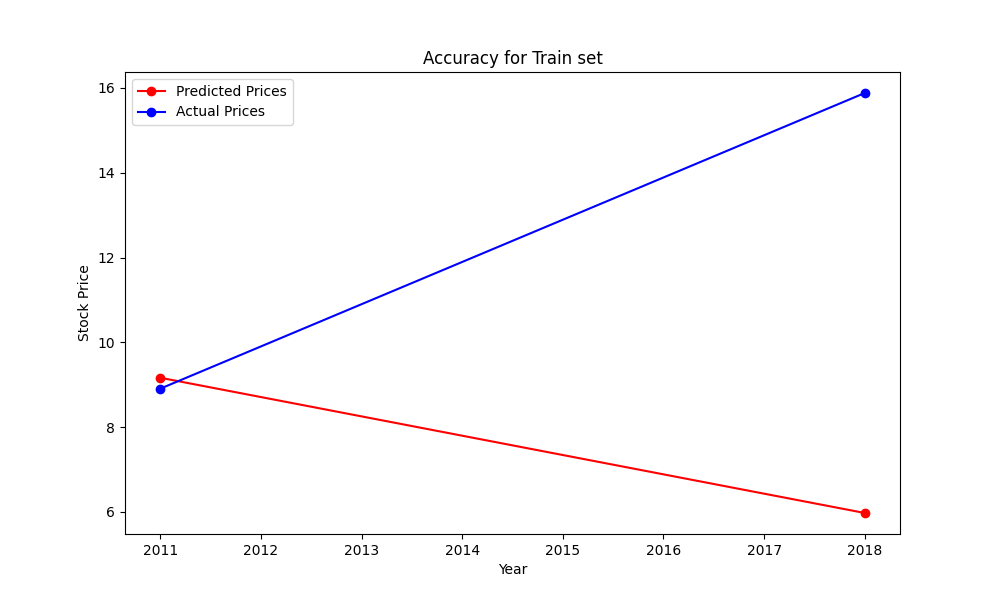 Accuracy for Train set
Predicted Prices
Actual Prices
16
14
12
10
8
6
Stock Price
2011 2012 2013 2014 2015 2016 2017 2018
Year